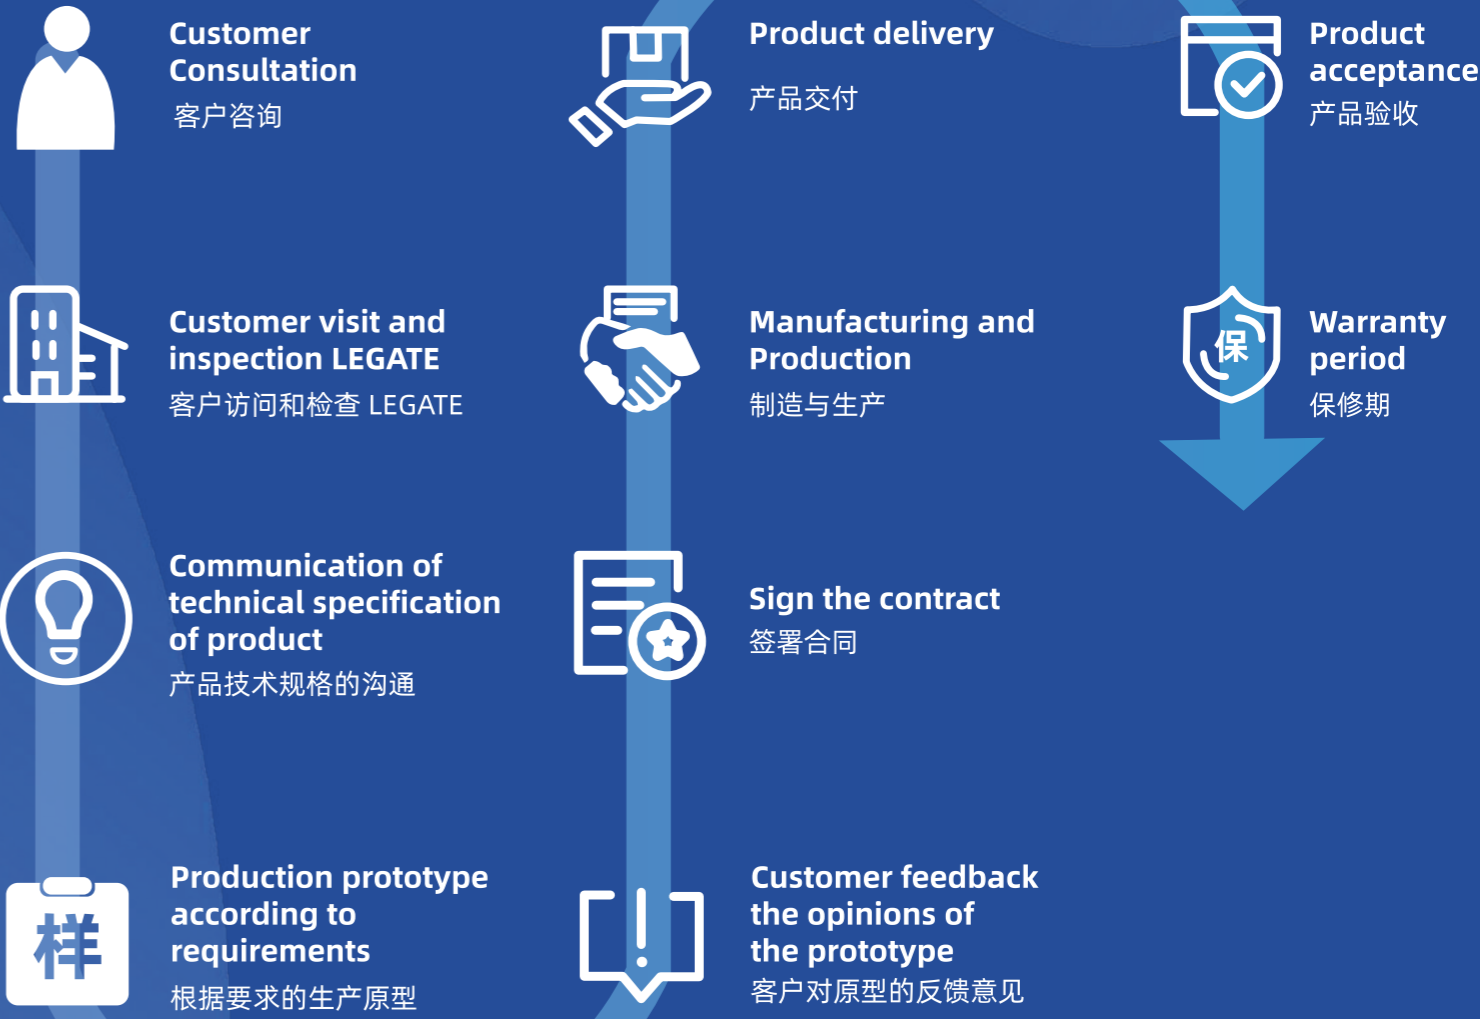 Customer
Consultation
客户咨询
Customer visit and
inspection LEGATE
客户访问和检查 LEGATE
Communication of
technical specification
of product
产品技术规格的沟通
样
Production prototype
according to
requirements
根据要求的生产原型
Product delivery
产品交付
Manufacturing and
Production
制造与生产
Sign the contract
签署合同
Customer feedback
the opinions of
the prototype
客户对原型的反馈意见
Product
acceptance
产品验收
保
Warranty
period
保修期